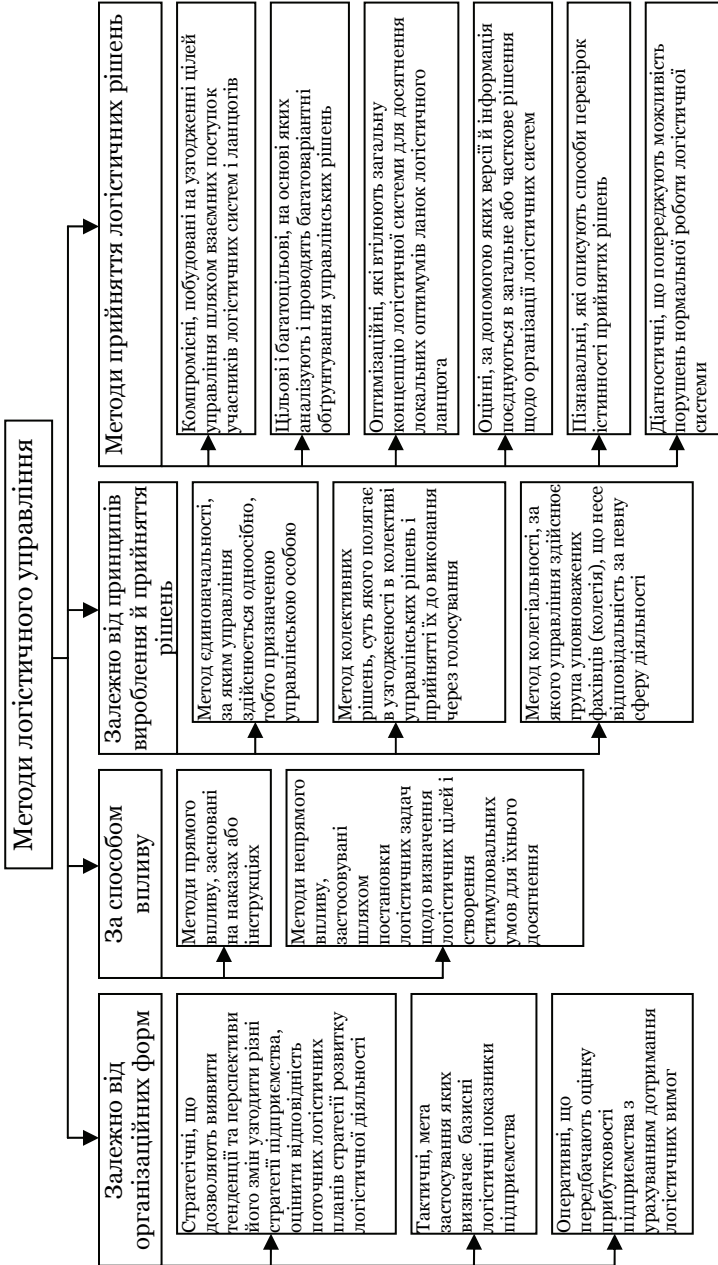 Методи логістичного управління
Залежно від
організаційних форм
Стратегічні, що
дозволяють виявити
тенденції та перспективи
його змін узгодити різні
стратегії підприємства,
оцінити відповідність
поточних логістичних
планів стратегії розвитку
логістичної діяльності
Тактичні, мета
застосування яких
визначає базисні
логістичні показники
підприємства
Оперативні, що
передбачають оцінку
прибутковості
підприємства з
урахуванням дотримання
логістичних вимог
За способом
впливу
Методи прямого
впливу, засновані
на наказах або
інструкціях
Методи непрямого
впливу,
застосовувані
шляхом
постановки
логістичних задач
щодо визначення
логістичних цілей і
створення
стимулювальних
умов для їхнього
досягнення
Залежно від принципів
вироблення й прийняття
рішень
Метод єдиноначальності,
за яким управління
здійснюється одноосібно,
тобто призначеною
управлінською особою
Метод колективних
рішень, суть якого полягає
в узгодженості в колективі
управлінських рішень і
прийнятті їх до виконання
через голосування
Метод колегіальності, за
якого управління здійснює
група уповноважених
фахівців (колегія), що несе
відповідальність за певну
сферу діяльності
Методи прийняття логістичних рішень
Компромісні, побудовані на узгодженні цілей
управління шляхом взаємних поступок
учасників логістичних систем і ланцюгів
Цільові і багатоцільові, на основі яких
аналізують і проводять багатоваріантні
обґрунтування управлінських рішень
Оптимізаційні, які втілюють загальну
концепцію логістичної системи для досягнення
локальних оптимумів ланок логістичного
ланцюга
Оцінні, за допомогою яких версії й інформація
поєднуються в загальне або часткове рішення
щодо організації логістичних систем
Пізнавальні, які описують способи перевірок
істинності прийнятих рішень
Діагностичні, що попереджують можливість
порушень нормальної роботи логістичної
системи